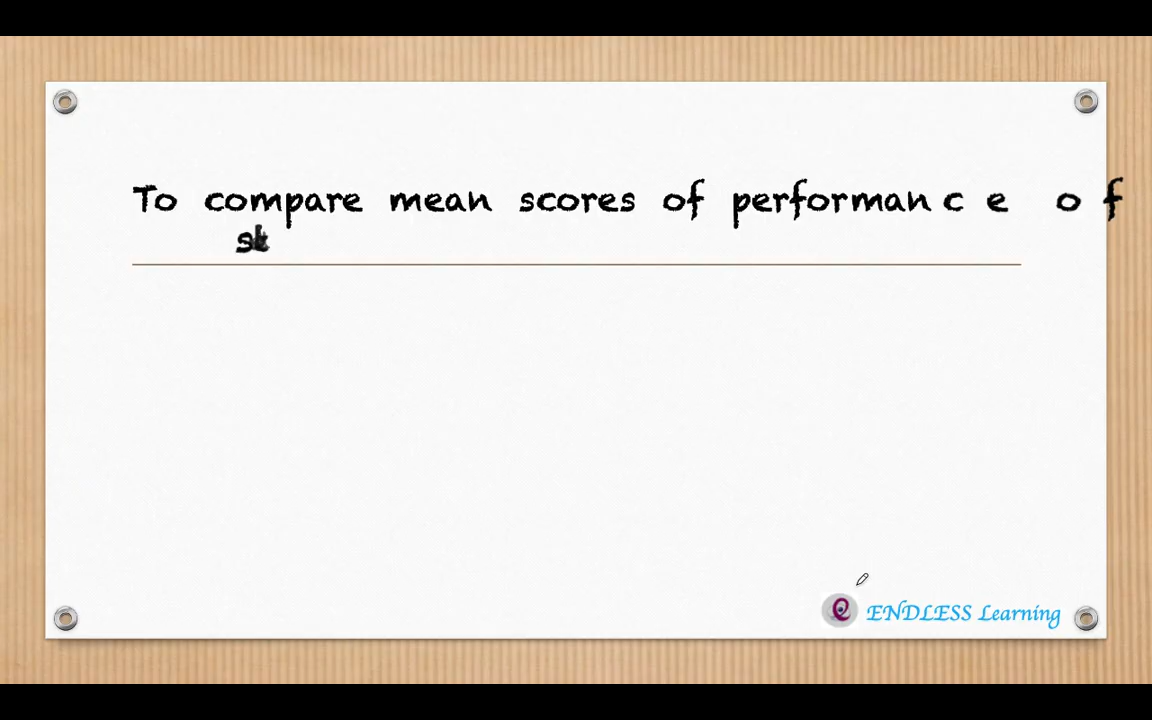 To compare mean scores of performance of
ENDLESS Learning